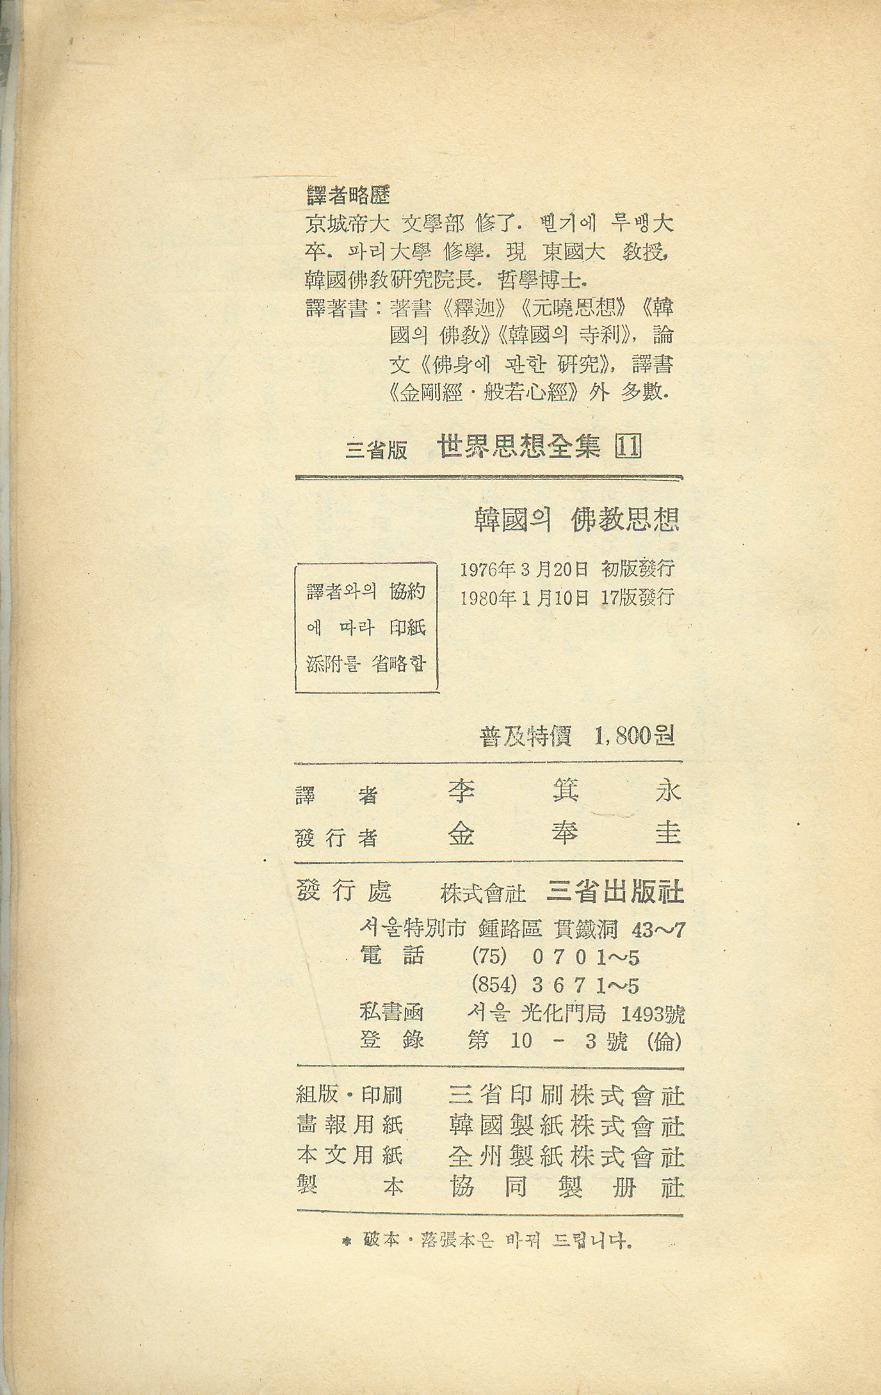 譯者略歷
京城帝大 文學部 修了. 벨기에 루뱅大
卒. 파리大學 修學. 現 東國大 敎授,
韓國佛敎硏究院長. 哲學博士.
譯著書 : 著書《釋迦》《元曉思想》《韓
國의 佛敎》《韓國의 寺刹》, 論
文《佛身에 관한 硏究》, 譯書
《金剛經·般若心經》外 多數.
三省版 世界思想全集 11
韓國의 佛敎思想
1976年 3月20日 初版發行
1980年 1月10日 17版發行
譯者와의 協約
에 따라 印紙
添附를 省略함
普及特價 1,800원
譯者 李箕永
發行者 金奉圭
發行處 株式會社 三省出版社
서울特別市 鍾路區 貫鐵洞 43~7
電話 (75) 0701~5
(854) 3671~5
私書函 서울 光化門局 1493號
登錄 第 10 - 3號 (倫)
組版·印刷 三省印刷株式會社
畵報用紙 韓國製紙株式會社
本文用紙 全州製紙株式會社
製本 協同製册社
* 破本·落張本은 바꿔 드립니다.